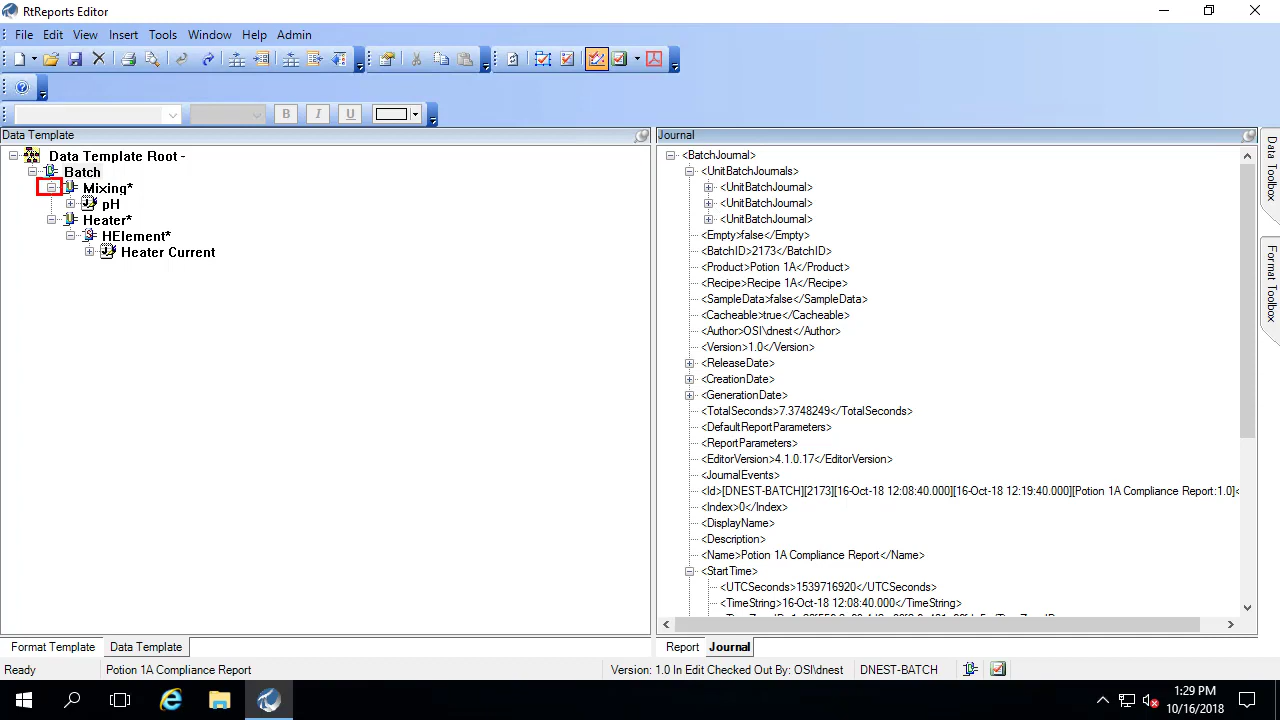 RtReports Editor
File Edit View Insert Tools Window Help Admin
B I U
Data Template
Data Template Root -
Batch
Mixing*
pH
Heater*
HElement*
Heater Current
Format Template Data Template
Journal
<BatchJournal>
<UnitBatchJournals>
<UnitBatchJournal>
<UnitBatchJournal>
<UnitBatchJournal>
<Empty>false</Empty>
<BatchID>2173</BatchID>
<Product>Potion 1A</Product>
<Recipe>Recipe 1A</Recipe>
<SampleData>false</SampleData>
<Cacheable>true</Cacheable>
<Author>OSI\dnest</Author>
<Version>1.0</Version>
<ReleaseDate>
<CreationDate>
<GenerationDate>
<TotalSeconds>7.3748249</TotalSeconds>
<DefaultReportParameters>
<ReportParameters>
<EditorVersion>4.1.0.17</EditorVersion>
<JournalEvents>
<Id>[DNEST-BATCH][2173][16-Oct-18 12:08:40.000][16-Oct-18 12:19:40.000][Potion 1A Compliance Report:1.0]<
<Index>0</Index>
<DisplayName>
<Description>
<Name>Potion 1A Compliance Report</Name>
<StartTime>
<UTCSeconds>1539716920</UTCSeconds>
<TimeString>16-Oct-18 12:08:40.000</TimeString>
Report Journal
Data Toolbox
Format Toolbox
Ready Potion 1A Compliance Report Version: 1.0 In Edit Checked Out By: OSI\dnest DNEST-BATCH
1:29 PM
10/16/2018